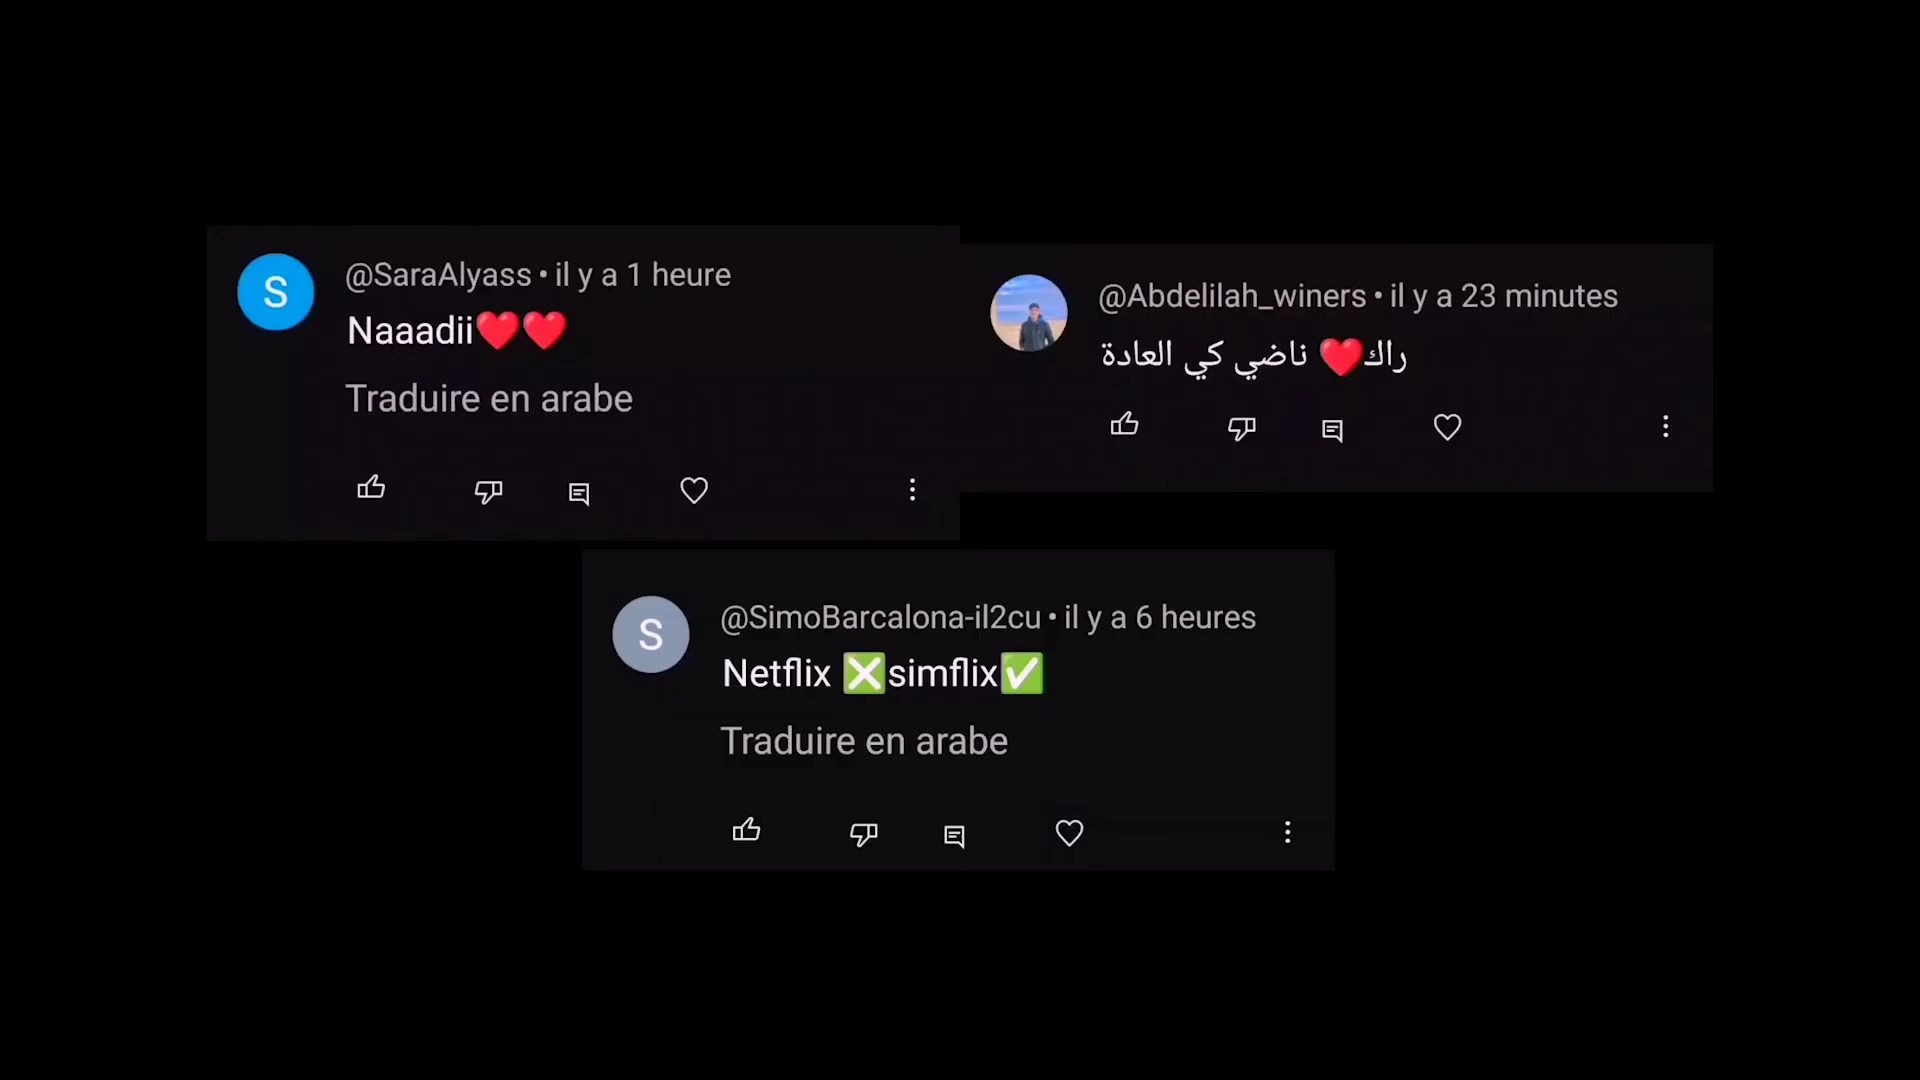 S
@SaraAlyass • il y a 1 heure
Naaadii❤️❤️
Traduire en arabe
@Abdelilah_winers • il y a 23 minutes
راك❤️ ناضي كي العادة
S
@SimoBarcalona-il2cu • il y a 6 heures
Netflix ❎simflix✅
Traduire en arabe